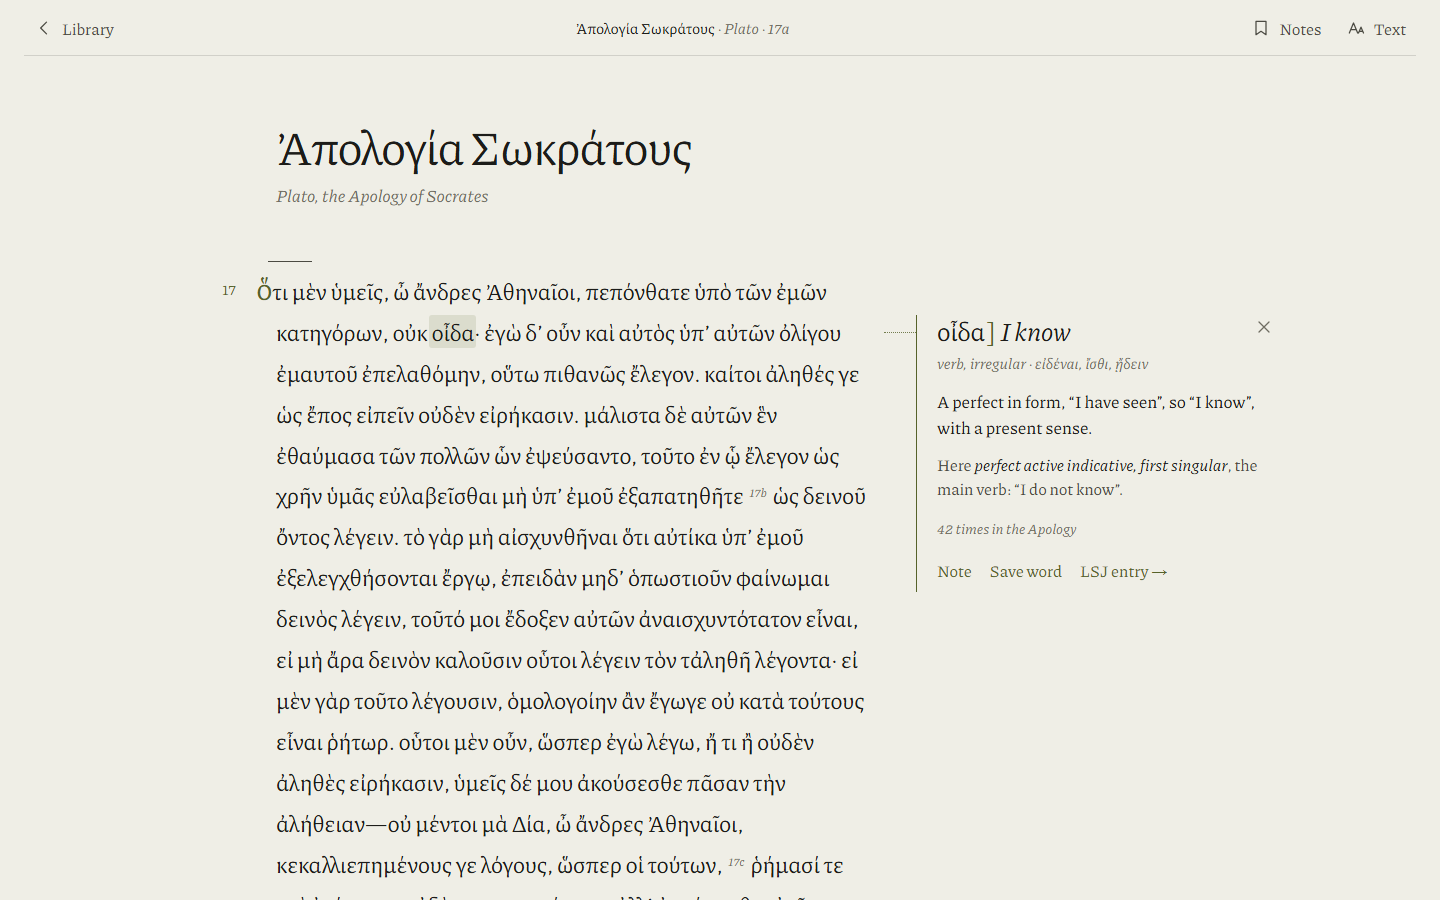 Library
Ἀπολογία Σωκράτους · Plato · 17a
Notes
Text
Ἀπολογία Σωκράτους
Plato, the Apology of Socrates
17
Ὅτι μὲν ὑμεῖς, ὦ ἄνδρες Ἀθηναῖοι, πεπόνθατε ὑπὸ τῶν ἐμῶν
κατηγόρων, οὐκ οἶδα· ἐγὼ δ’ οὖν καὶ αὐτὸς ὑπ’ αὐτῶν ὀλίγου
ἐμαυτοῦ ἐπελαθόμην, οὕτω πιθανῶς ἔλεγον. καίτοι ἀληθές γε
ὡς ἔπος εἰπεῖν οὐδὲν εἰρήκασιν. μάλιστα δὲ αὐτῶν ἓν
ἐθαύμασα τῶν πολλῶν ὧν ἐψεύσαντο, τοῦτο ἐν ᾧ ἔλεγον ὡς
χρῆν ὑμᾶς εὐλαβεῖσθαι μὴ ὑπ’ ἐμοῦ ἐξαπατηθῆτε 17b ὡς δεινοῦ
ὄντος λέγειν. τὸ γὰρ μὴ αἰσχυνθῆναι ὅτι αὐτίκα ὑπ’ ἐμοῦ
ἐξελεγχθήσονται ἔργῳ, ἐπειδὰν μηδ’ ὁπωστιοῦν φαίνωμαι
δεινὸς λέγειν, τοῦτό μοι ἔδοξεν αὐτῶν ἀναισχυντότατον εἶναι,
εἰ μὴ ἄρα δεινὸν καλοῦσιν οὗτοι λέγειν τὸν τἀληθῆ λέγοντα· εἰ
μὲν γὰρ τοῦτο λέγουσιν, ὁμολογοίην ἂν ἔγωγε οὐ κατὰ τούτους
εἶναι ῥήτωρ. οὗτοι μὲν οὖν, ὥσπερ ἐγὼ λέγω, ἤ τι ἢ οὐδὲν
ἀληθὲς εἰρήκασιν, ὑμεῖς δέ μου ἀκούσεσθε πᾶσαν τὴν
ἀλήθειαν—οὐ μέντοι μὰ Δία, ὦ ἄνδρες Ἀθηναῖοι,
κεκαλλιεπημένους γε λόγους, ὥσπερ οἱ τούτων, 17c ῥήμασί τε
οἶδα] I know
verb, irregular · εἰδέναι, ἴσθι, ᾔδειν
A perfect in form, “I have seen”, so “I know”,
with a present sense.
Here perfect active indicative, first singular, the
main verb: “I do not know”.
42 times in the Apology
Note
Save word
LSJ entry →